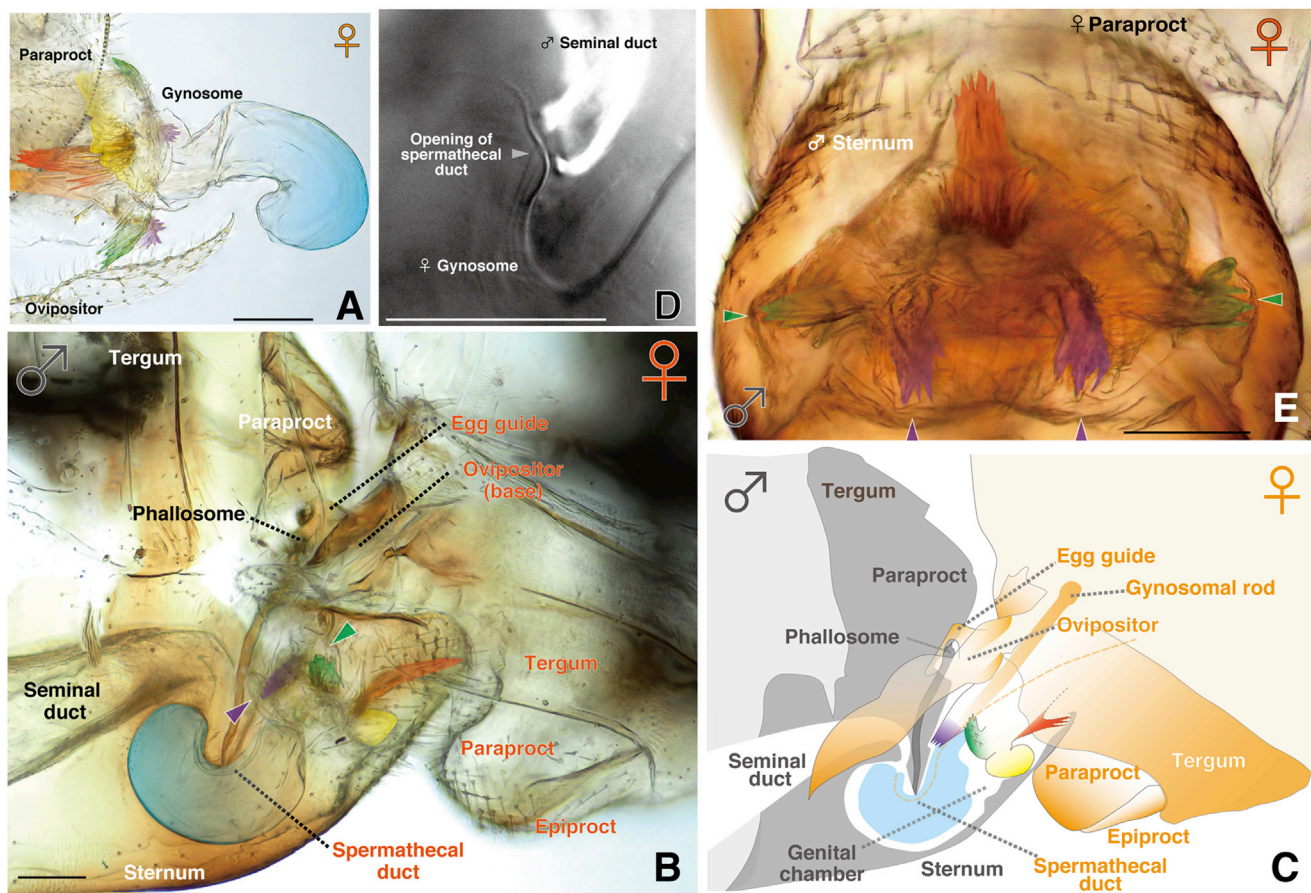 ♀
Paraproct
Gynosome
Ovipositor
A
♂ Seminal duct
Opening of
spermathecal
duct
♀ Gynosome
D
♀ Paraproct
♀
♂ Sternum
♂
E
♂
Tergum
♀
Paraproct
Egg guide
Ovipositor
(base)
Phallosome
Seminal
duct
Tergum
Paraproct
Epiproct
Spermathecal
duct
Sternum
B
♂
Tergum
♀
Paraproct
Egg guide
Gynosomal rod
Phallosome
Ovipositor
Seminal
duct
Tergum
Paraproct
Epiproct
Genital
chamber
Sternum
Spermathecal
duct
C